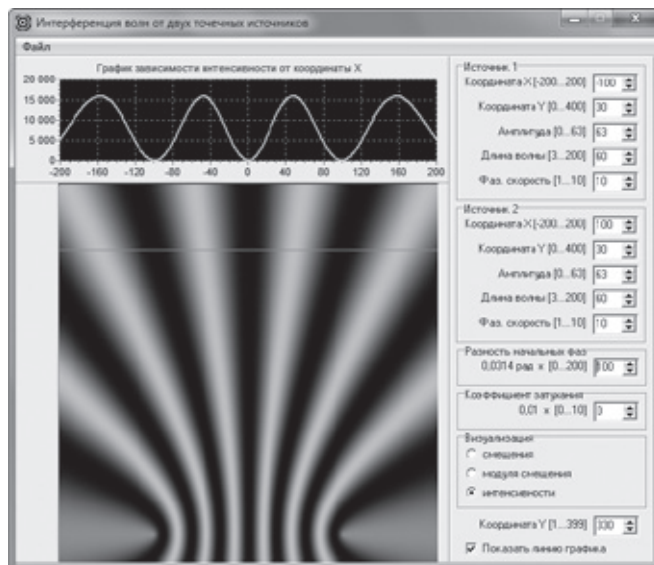 Интерференция волн от двух точечных источников
Файл
График зависимости интенсивности от координаты X
20 000
15 000
10 000
5 000
0
-200 -160 -120 -80 -40 0 40 80 120 160 200
Источник 1
Координата X [-200...200] -100
Координата Y [0...400] 30
Амплитуда [0...63] 63
Длина волны [3...200] 60
Фаз. скорость [1...10] 10
Источник 2
Координата X [-200...200] 100
Координата Y [0...400] 30
Амплитуда [0...63] 63
Длина волны [3...200] 60
Фаз. скорость [1...10] 10
Разность начальных фаз
0,0314 рад x [0...200] 100
Коэффициент затухания
0,01 x [0...10] 0
Визуализация
смещения
модуля смещения
интенсивности
Координата Y [1...399] 330
Показать линию графика